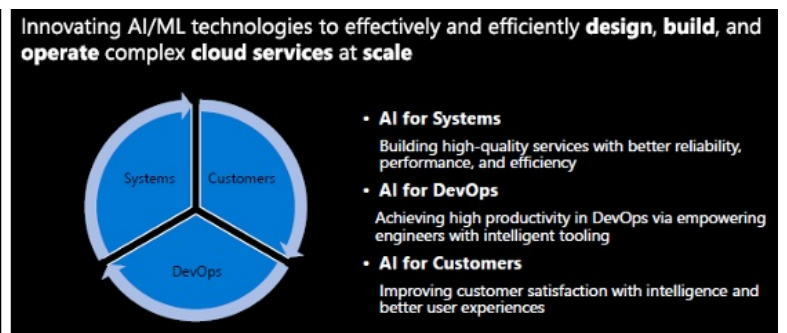 Innovating AI/ML technologies to effectively and efficiently design, build, and
operate complex cloud services at scale
Systems
Customers
DevOps
• AI for Systems
Building high-quality services with better reliability,
performance, and efficiency
• AI for DevOps
Achieving high productivity in DevOps via empowering
engineers with intelligent tooling
• AI for Customers
Improving customer satisfaction with intelligence and
better user experiences